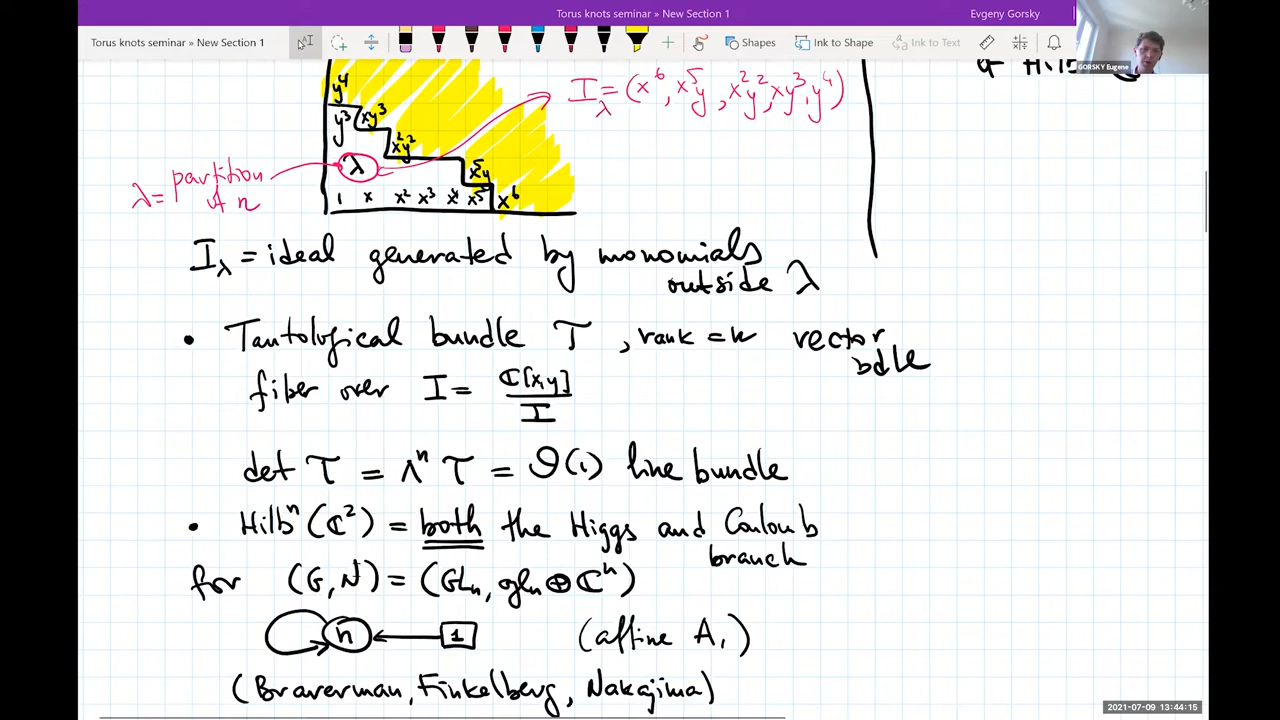 Torus knots seminar » New Section 1
Evgeny Gorsky
Torus knots seminar » New Section 1
Shapes
Ink to Shape
Ink to Text
GORSKY Eugene
y⁴
y³ xy³
x²y²
λ
x⁵y
1 x x² x³ x⁴ x⁵ x⁶
I_λ = (x⁶, x⁵y, x²y², xy³, y⁴)
λ = partition
of n
I_λ = ideal generated by monomials
outside λ
• Tautological bundle T, rank = n vector
bdle
fiber over I = ℂ[x,y] / I
det T = Λⁿ T = O(1) line bundle
• Hilbⁿ(ℂ²) = both the Higgs and Coulomb
branch
for (G, N) = (GLn, gln ⊕ ℂⁿ)
n ← 1 (affine A₁)
(Braverman, Finkelberg, Nakajima)
2021-07-09 13:44:15